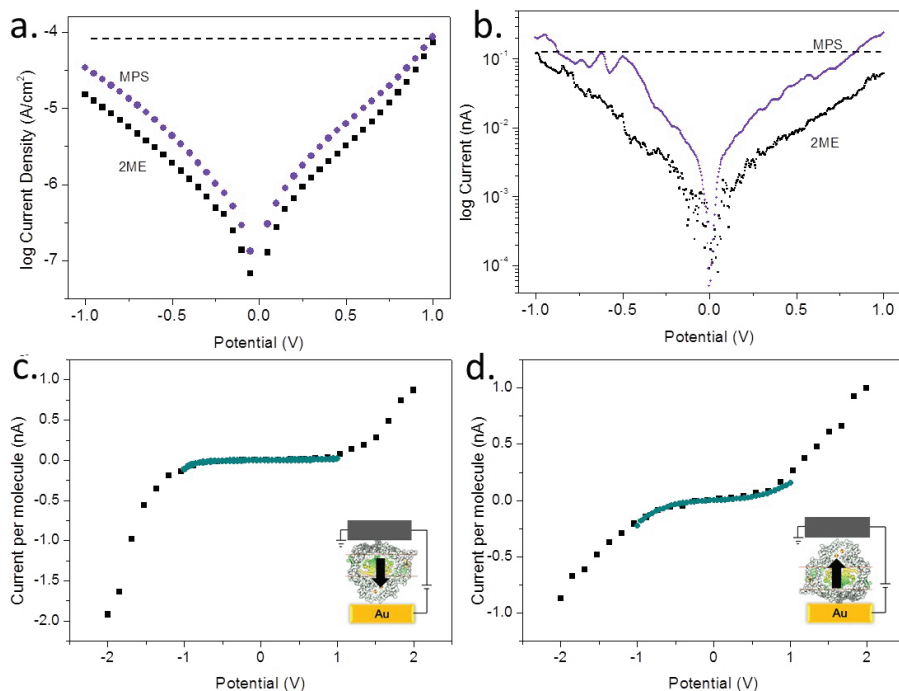 a.
log Current Density (A/cm²)
-4
-5
-6
-7
MPS
2ME
-1.0 -0.5 0.0 0.5 1.0
Potential (V)
b.
log Current (nA)
10⁻¹
10⁻²
10⁻³
10⁻⁴
MPS
2ME
-1.0 -0.5 0.0 0.5 1.0
Potential (V)
c.
Current per molecule (nA)
1.0
0.5
0.0
-0.5
-1.0
-1.5
-2.0
Au
-2 -1 0 1 2
Potential (V)
d.
Current per molecule (nA)
1.0
0.5
0.0
-0.5
-1.0
Au
-2 -1 0 1 2
Potential (V)